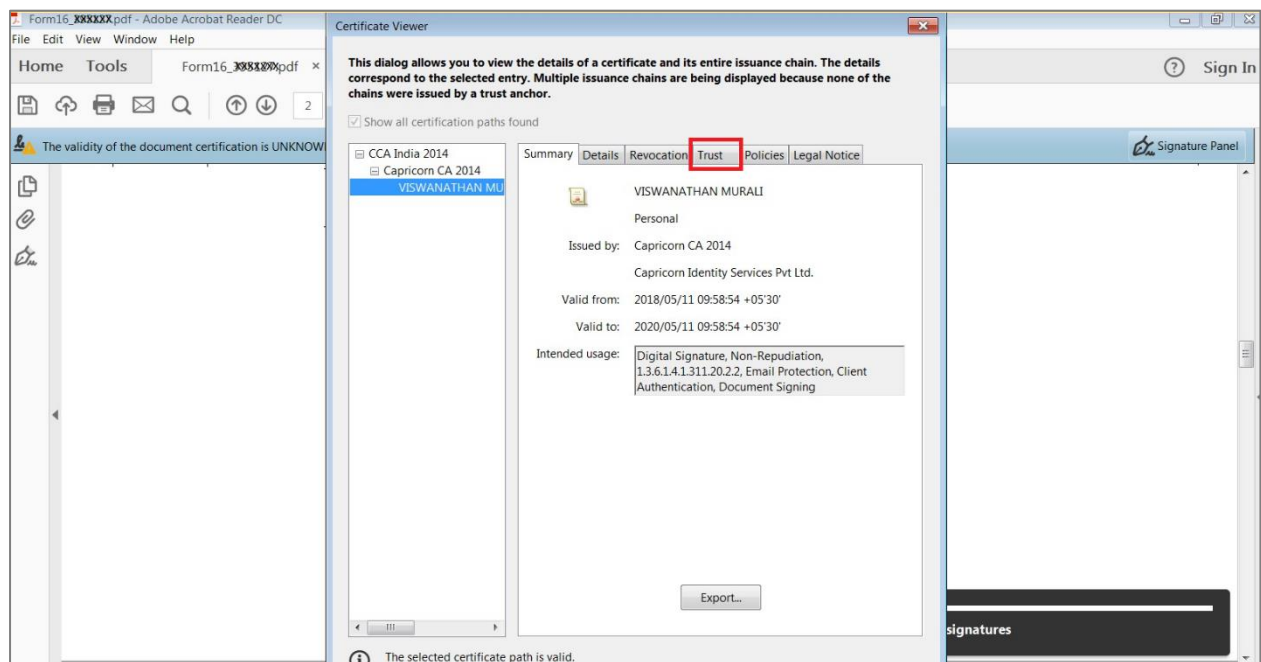 Form16_XXXXXX.pdf - Adobe Acrobat Reader DC
File Edit View Window Help
Home Tools Form16_ pdf × Sign In
2
The validity of the document certification is UNKNOW
Signature Panel
Certificate Viewer
This dialog allows you to view the details of a certificate and its entire issuance chain. The details
correspond to the selected entry. Multiple issuance chains are being displayed because none of the
chains were issued by a trust anchor.
Show all certification paths found
CCA India 2014
Capricorn CA 2014
VISWANATHAN MU
Summary Details Revocation Trust Policies Legal Notice
VISWANATHAN MURALI
Personal
Issued by: Capricorn CA 2014
Capricorn Identity Services Pvt Ltd.
Valid from: 2018/05/11 09:58:54 +05'30'
Valid to: 2020/05/11 09:58:54 +05'30'
Intended usage: Digital Signature, Non-Repudiation,
1.3.6.1.4.1.311.20.2.2, Email Protection, Client
Authentication, Document Signing
Export...
signatures
The selected certificate path is valid.